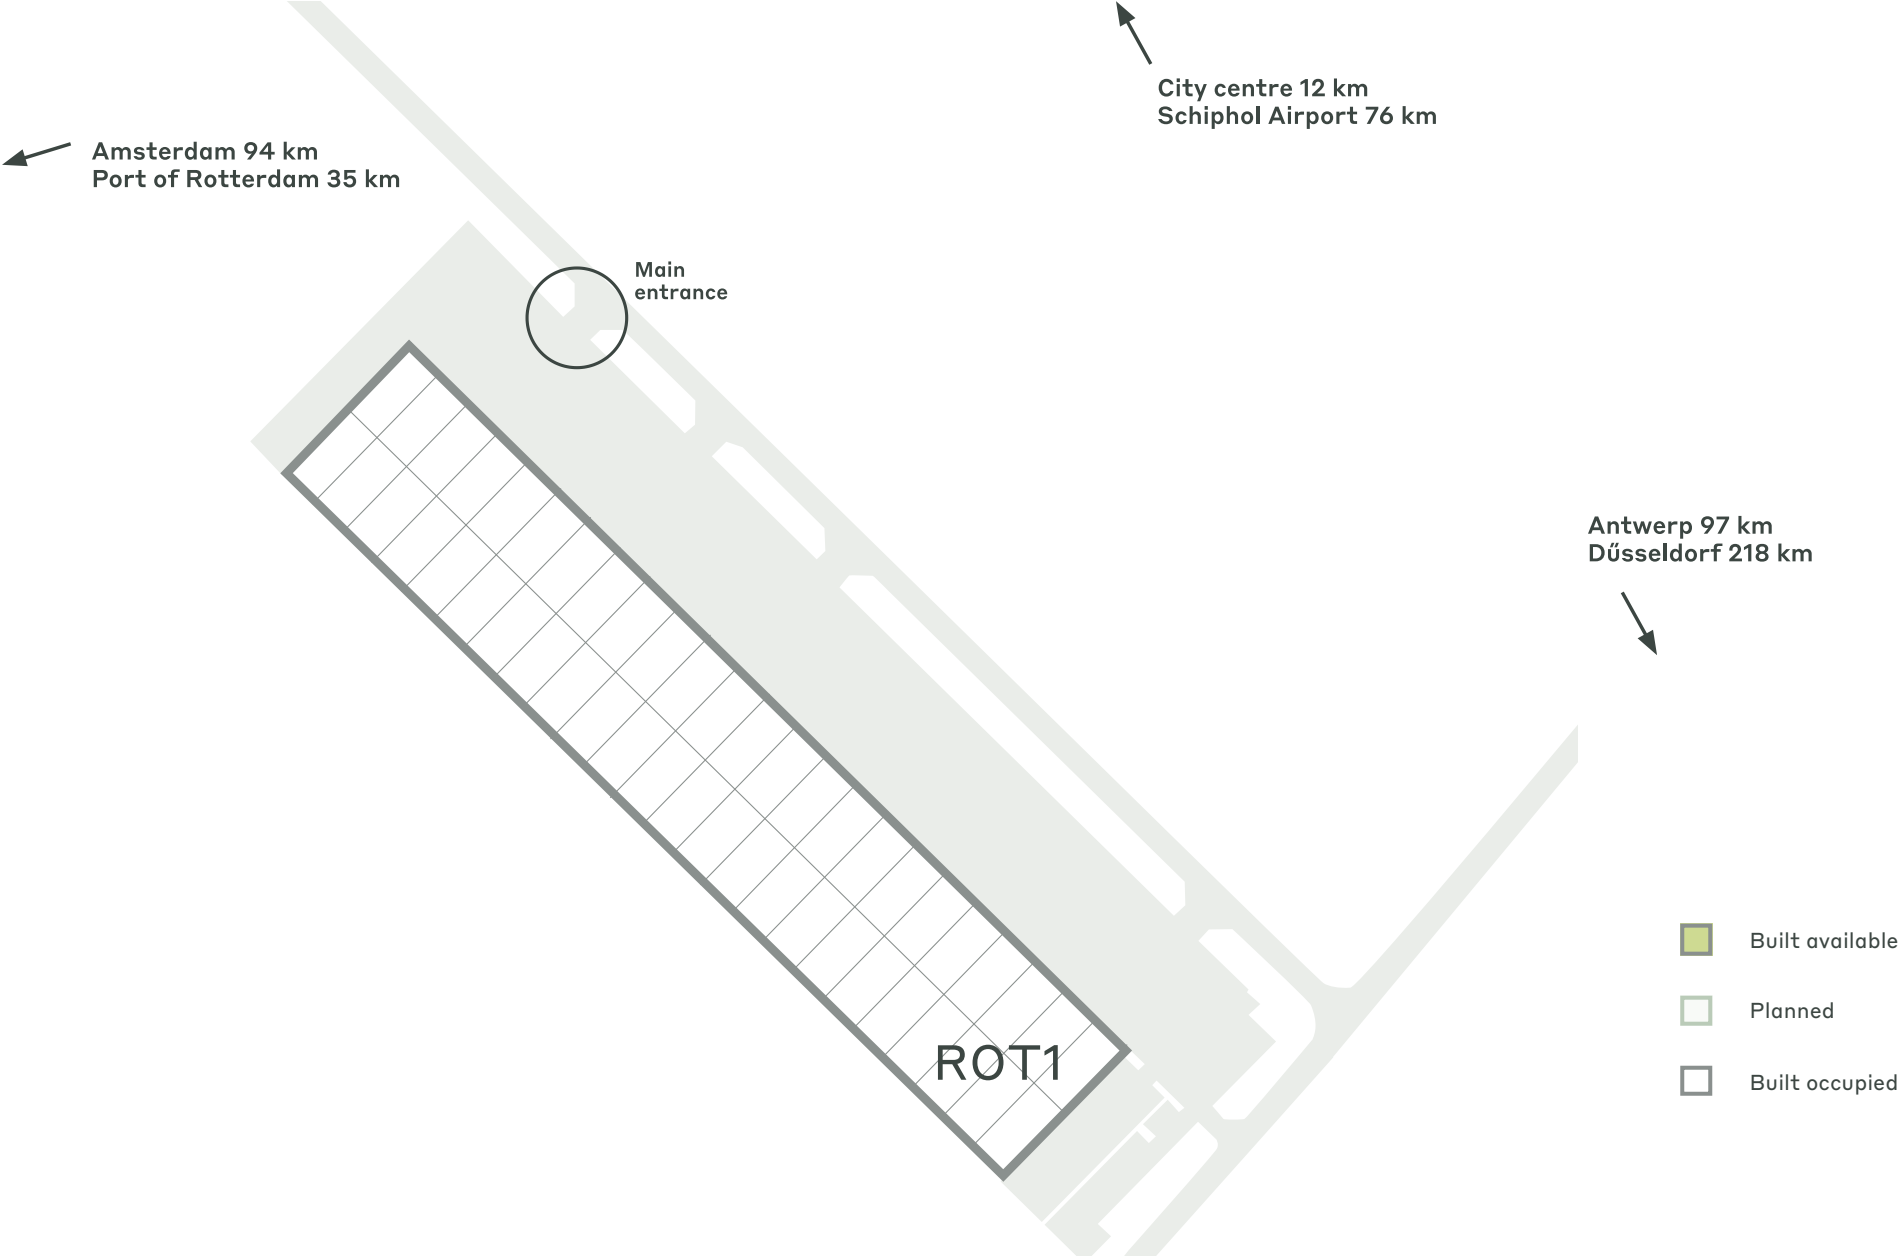 City centre 12 km
Schiphol Airport 76 km
Amsterdam 94 km
Port of Rotterdam 35 km
Main
entrance
Antwerp 97 km
Dűsseldorf 218 km
Built available
Planned
ROT1
Built occupied